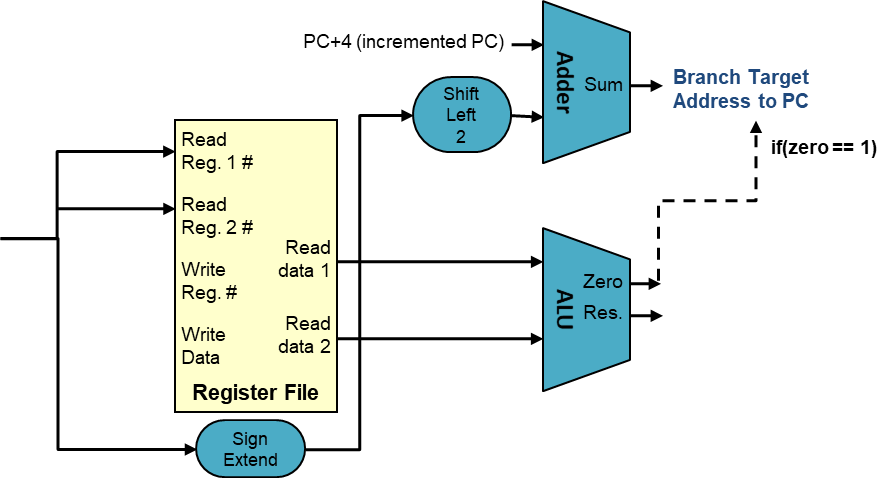 PC+4 (incremented PC)
Adder
Sum
Branch Target
Address to PC
Shift
Left
2
if(zero == 1)
Read
Reg. 1 #
Read
Reg. 2 #
Write
Reg. #
Write
Data
Read
data 1
Read
data 2
Register File
ALU
Zero
Res.
Sign
Extend